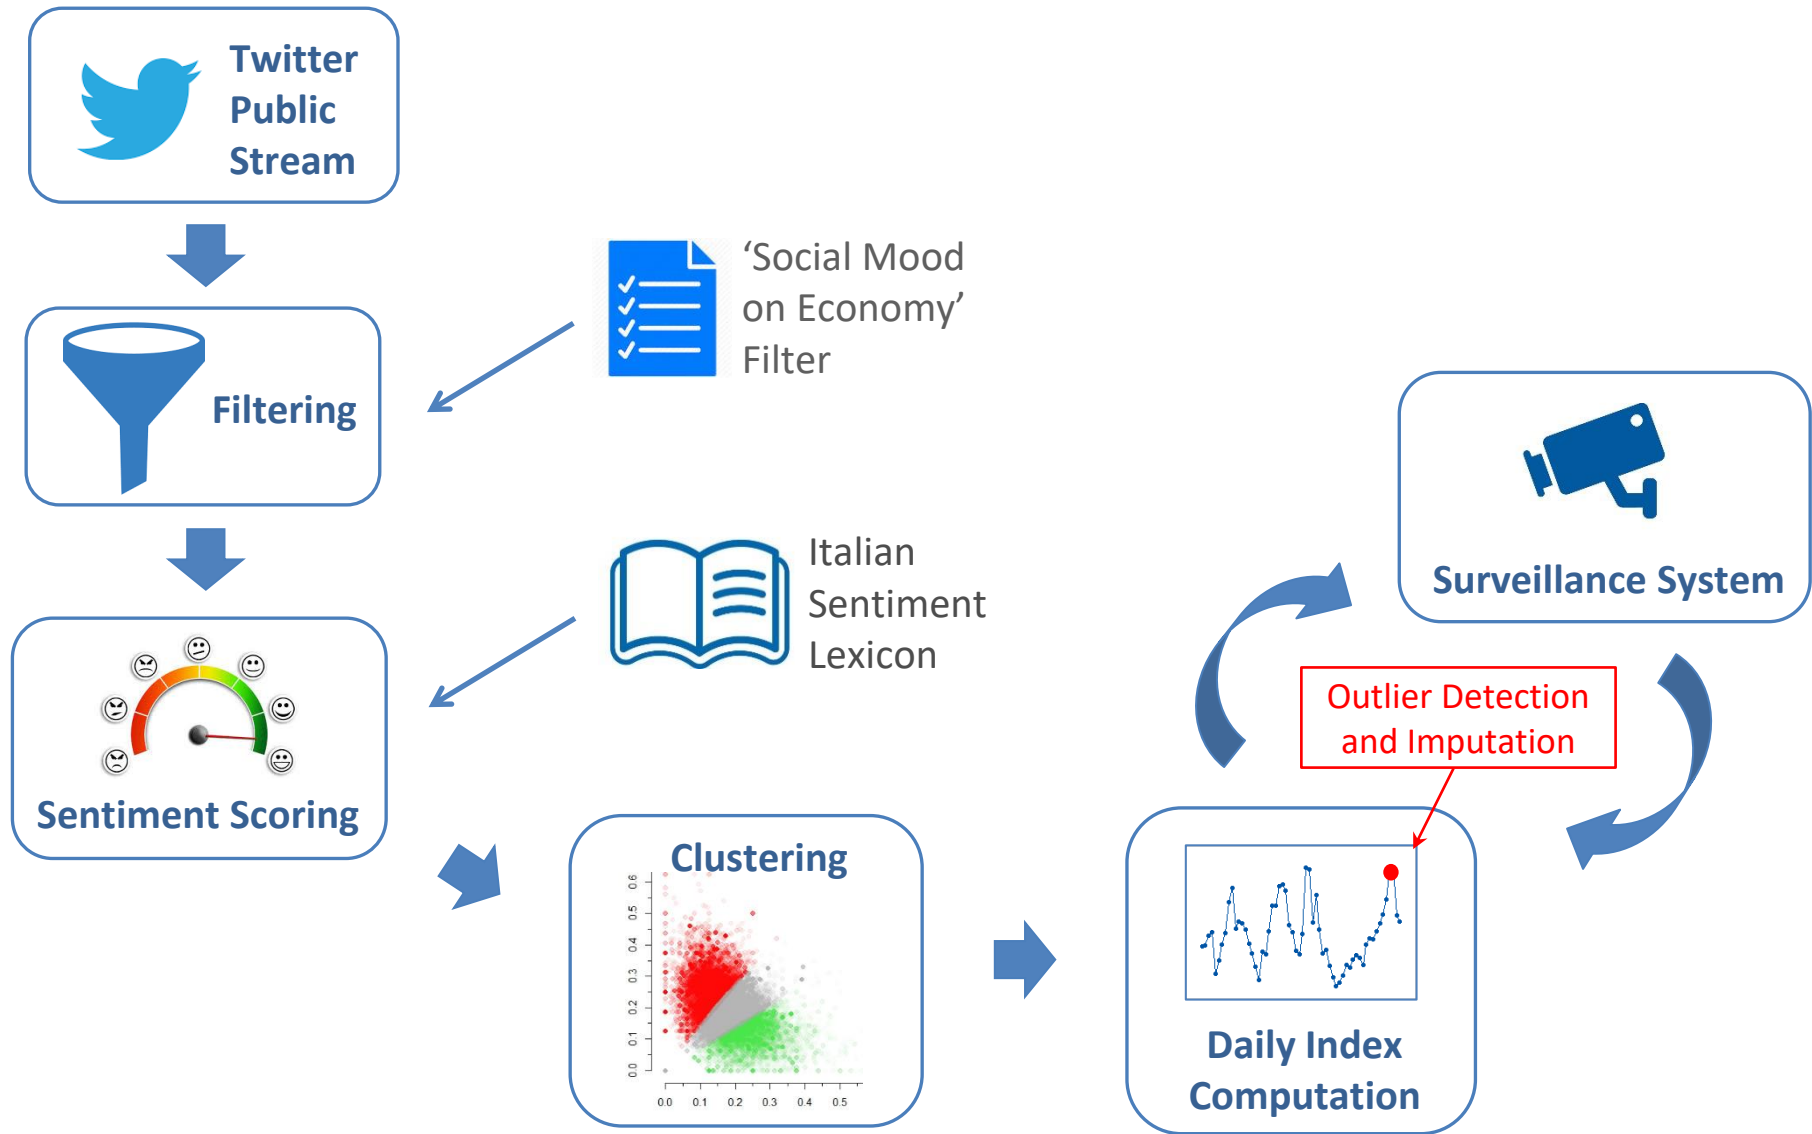 Twitter
Public
Stream
‘Social Mood
on Economy’
Filter
Filtering
Italian
Sentiment
Lexicon
Surveillance System
Outlier Detection
and Imputation
Sentiment Scoring
Clustering
0.6
0.5
0.4
0.3
0.2
0.1
0.0
0.0 0.1 0.2 0.3 0.4 0.5
Daily Index
Computation